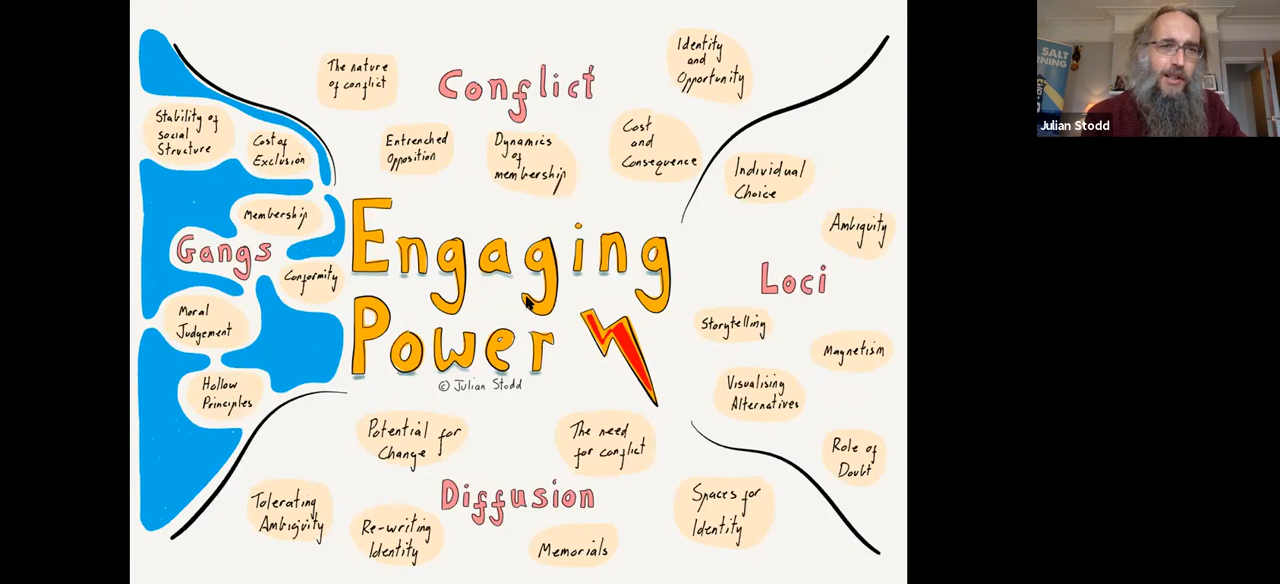 Conflict
The nature
of conflict
Entrenched
Opposition
Dynamics
of
membership
Cost
and
Consequence
Identity
and
Opportunity
Engaging
Power
© Julian Stodd
Gangs
Stability of
Social
Structure
Cost of
Exclusion
Membership
Conformity
Moral
Judgement
Hollow
Principles
Loci
Individual
Choice
Ambiguity
Storytelling
Magnetism
Visualising
Alternatives
Role of
Doubt
Diffusion
Potential for
Change
The need
for conflict
Tolerating
Ambiguity
Re-writing
Identity
Memorials
Spaces for
Identity
SALT
Julian Stodd